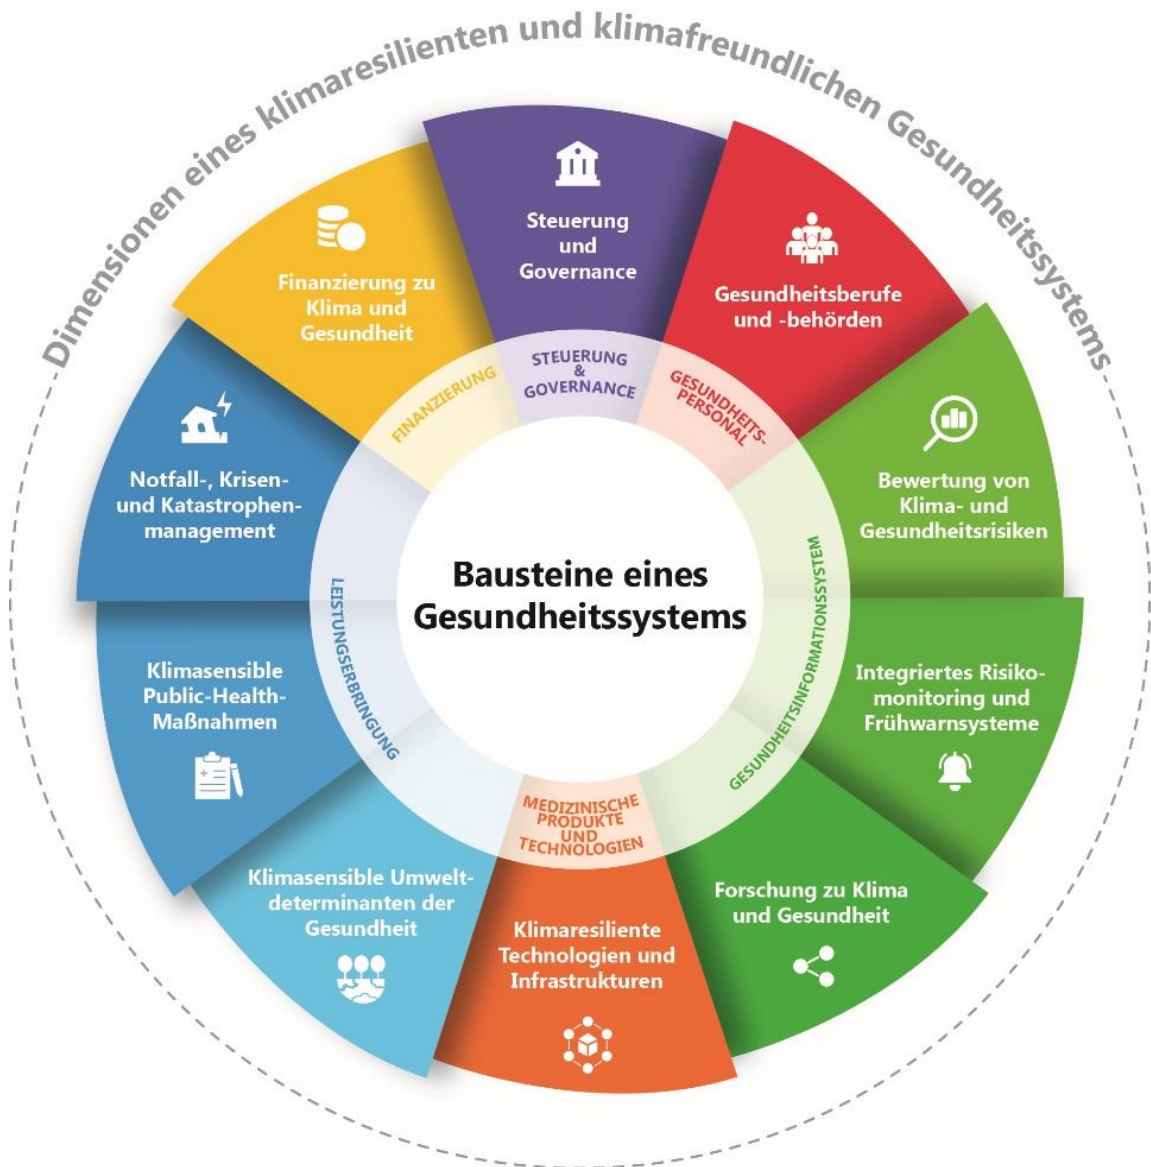 Dimensionen eines klimaresilienten und klimafreundlichen Gesundheitssystems
Steuerung
und
Governance
Gesundheitsberufe
und -behörden
Bewertung von
Klima- und
Gesundheitsrisiken
Integriertes Risiko-
monitoring und
Frühwarnsysteme
Forschung zu Klima
und Gesundheit
Klimaresiliente
Technologien und
Infrastrukturen
Klimasensible Umwelt-
determinanten der
Gesundheit
Klimasensible
Public-Health-
Maßnahmen
Notfall-, Krisen-
und Katastrophen-
management
Finanzierung zu
Klima und
Gesundheit
STEUERUNG
&
GOVERNANCE
GESUNDHEITS-
PERSONAL
GESUNDHEITSINFORMATIONSSYSTEM
MEDIZINISCHE
PRODUKTE
UND
TECHNOLOGIEN
LEISTUNGSERBRINGUNG
FINANZIERUNG
Bausteine eines
Gesundheitssystems